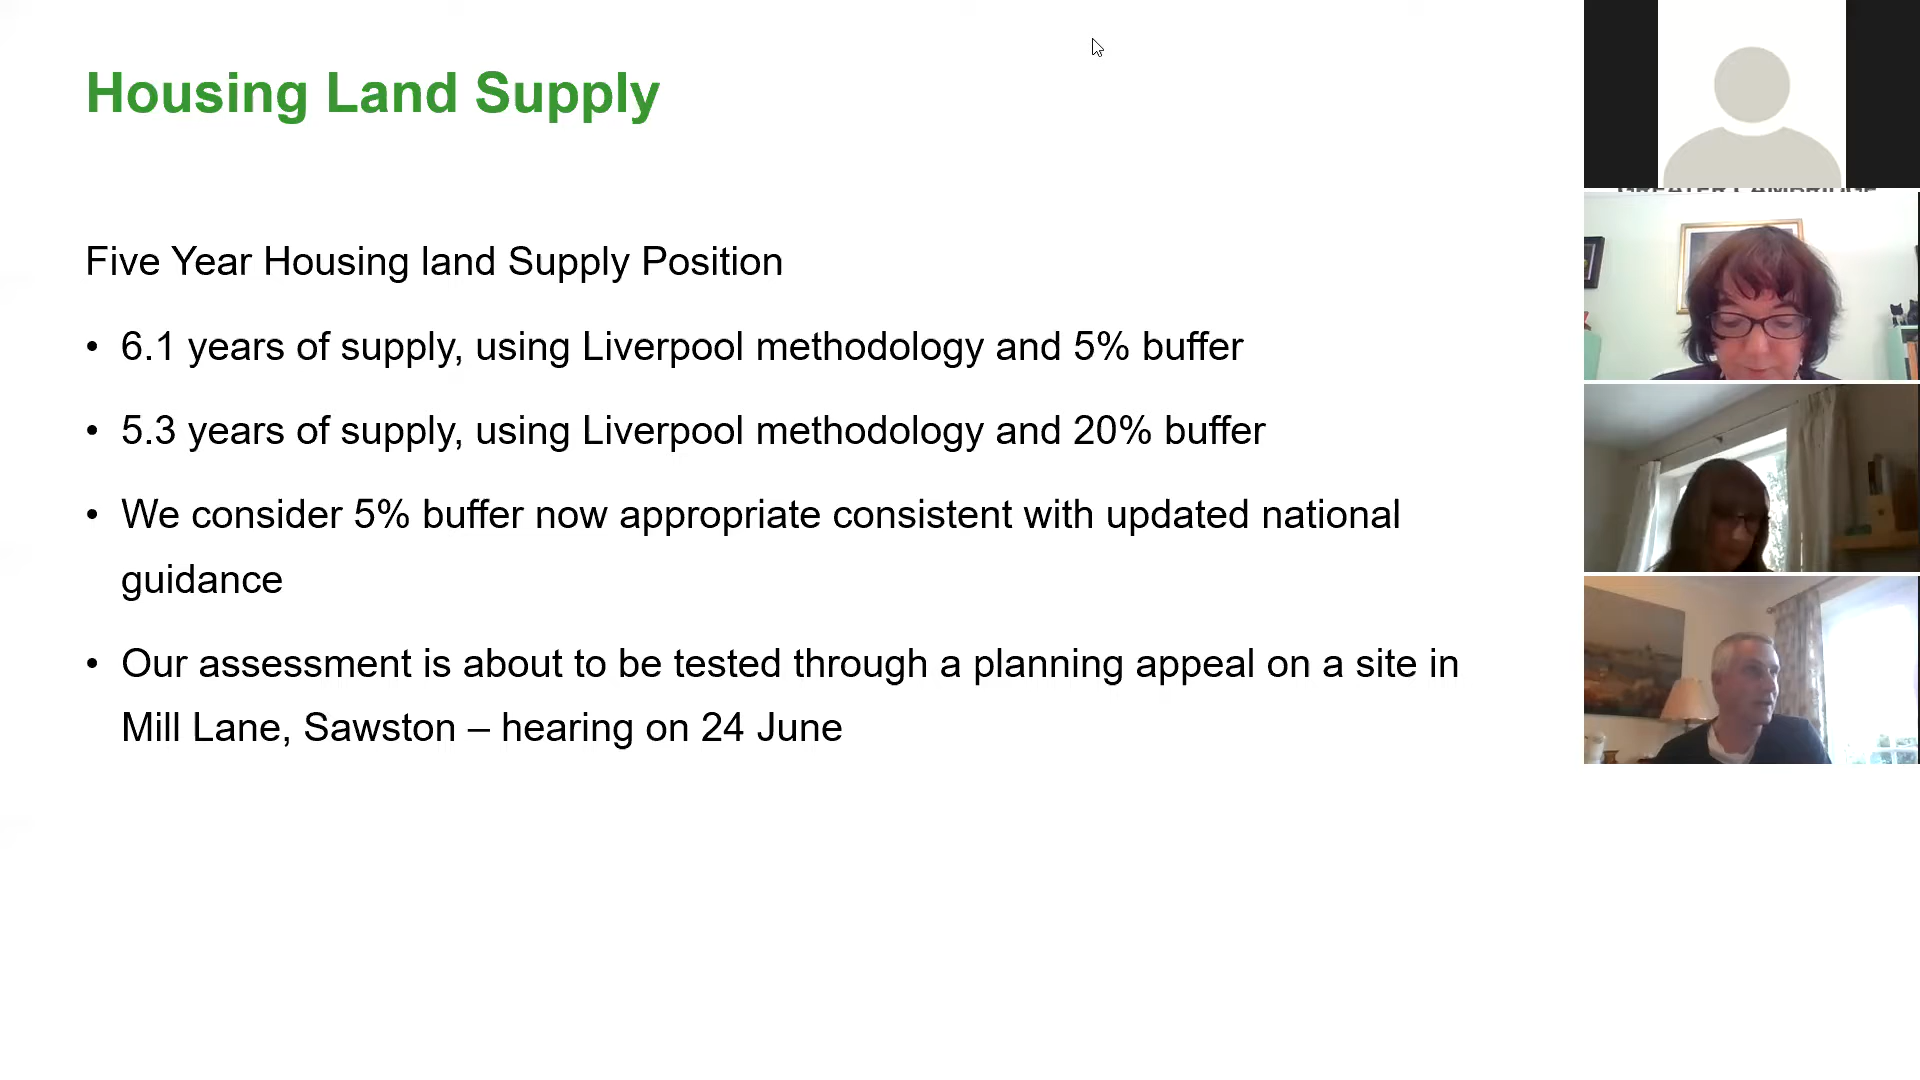 Housing Land Supply
Five Year Housing land Supply Position
• 6.1 years of supply, using Liverpool methodology and 5% buffer
• 5.3 years of supply, using Liverpool methodology and 20% buffer
• We consider 5% buffer now appropriate consistent with updated national
guidance
• Our assessment is about to be tested through a planning appeal on a site in
Mill Lane, Sawston – hearing on 24 June
GREATER CAMBRIDGE